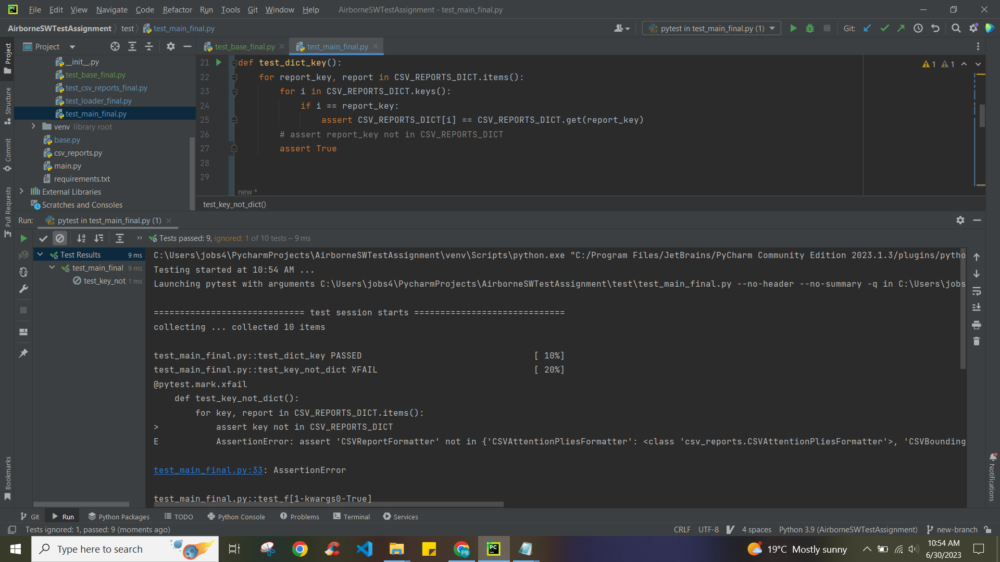 PC File Edit View Navigate Code Refactor Run Tools Git Window Help AirborneSWTestAssignment - test_main_final.py
AirborneSWTestAssignment test test_main_final.py pytest in test_main_final.py (1) Git:
Project
test_base_final.py test_main_final.py
Project
Structure
Commit
Pull Requests
Bookmarks
__init__.py
test_base_final.py
test_csv_reports_final.py
test_loader_final.py
test_main_final.py
venv library root
base.py
csv_reports.py
main.py
requirements.txt
External Libraries
Scratches and Consoles
21 def test_dict_key():
22 for report_key, report in CSV_REPORTS_DICT.items():
23 for i in CSV_REPORTS_DICT.keys():
24 if i == report_key:
25 assert CSV_REPORTS_DICT[i] == CSV_REPORTS_DICT.get(report_key)
26 # assert report_key not in CSV_REPORTS_DICT
27 assert True
28
29
new *
1 1
test_key_not_dict()
Run: pytest in test_main_final.py (1)
Tests passed: 9, ignored: 1 of 10 tests – 9 ms
Test Results 9 ms
test_main_final 9 ms
test_key_not 1 ms
C:\Users\jobs4\PycharmProjects\AirborneSWTestAssignment\venv\Scripts\python.exe "C:/Program Files/JetBrains/PyCharm Community Edition 2023.1.3/plugins/pytho
Testing started at 10:54 AM ...
Launching pytest with arguments C:\Users\jobs4\PycharmProjects\AirborneSWTestAssignment\test\test_main_final.py --no-header --no-summary -q in C:\Users\jobs
============================= test session starts =============================
collecting ... collected 10 items
test_main_final.py::test_dict_key PASSED [ 10%]
test_main_final.py::test_key_not_dict XFAIL [ 20%]
@pytest.mark.xfail
def test_key_not_dict():
for key, report in CSV_REPORTS_DICT.items():
> assert key not in CSV_REPORTS_DICT
E AssertionError: assert 'CSVReportFormatter' not in {'CSVAttentionPliesFormatter': <class 'csv_reports.CSVAttentionPliesFormatter'>, 'CSVBounding
test_main_final.py:33: AssertionError
test_main_final.py::test_f[1-kwargs0-True]
Notifications
Git Run Python Packages TODO Python Console Problems Terminal Services
Tests ignored: 1, passed: 9 (moments ago) CRLF UTF-8 4 spaces Python 3.9 (AirborneSWTestAssignment) new-branch
Type here to search PB PC 19°C Mostly sunny 10:54 AM
6/30/2023